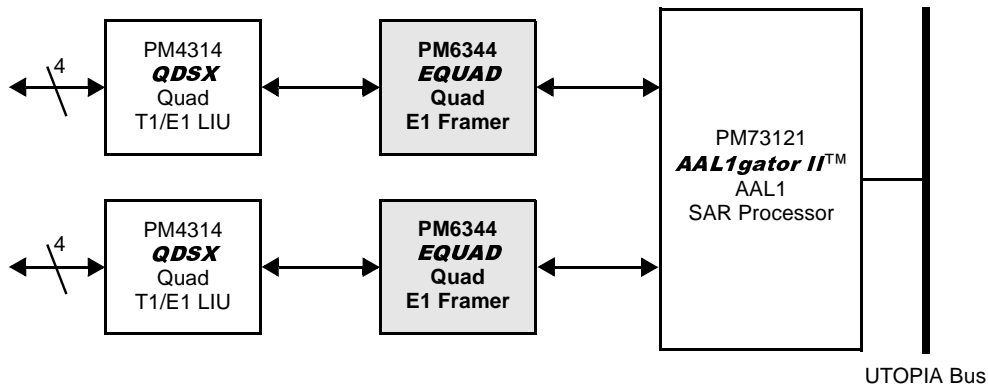 4
PM4314
QDSX
Quad
T1/E1 LIU
PM6344
EQUAD
Quad
E1 Framer
PM73121
AAL1gator II™
AAL1
SAR Processor
4
PM4314
QDSX
Quad
T1/E1 LIU
PM6344
EQUAD
Quad
E1 Framer
UTOPIA Bus